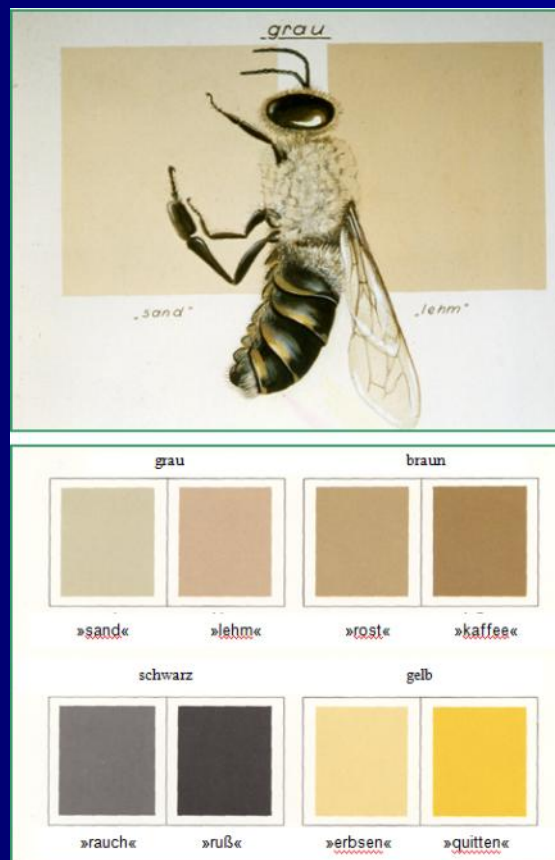 grau
„sand“ „lehm“
grau braun
»sand« »lehm« »rost« »kaffee«
schwarz gelb
»rauch« »ruß« »erbsen« »quitten«